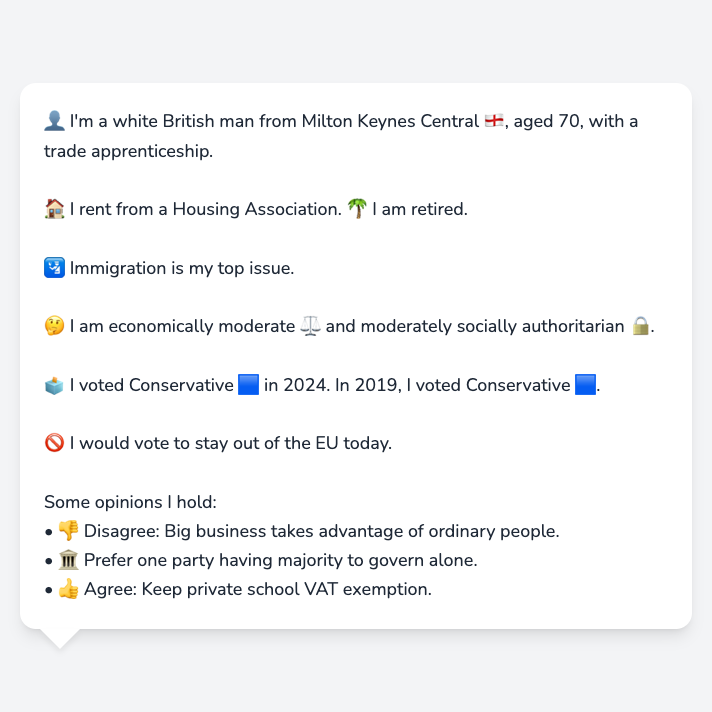 👤 I'm a white British man from Milton Keynes Central 🏴󠁧󠁢󠁥󠁮󠁧󠁿, aged 70, with a
trade apprenticeship.
🏠 I rent from a Housing Association. 🌴 I am retired.
🛂 Immigration is my top issue.
🤔 I am economically moderate ⚖️ and moderately socially authoritarian 🔒.
🗳️ I voted Conservative 🟦 in 2024. In 2019, I voted Conservative 🟦.
🚫 I would vote to stay out of the EU today.
Some opinions I hold:
• 👎 Disagree: Big business takes advantage of ordinary people.
• 🏛️ Prefer one party having majority to govern alone.
• 👍 Agree: Keep private school VAT exemption.